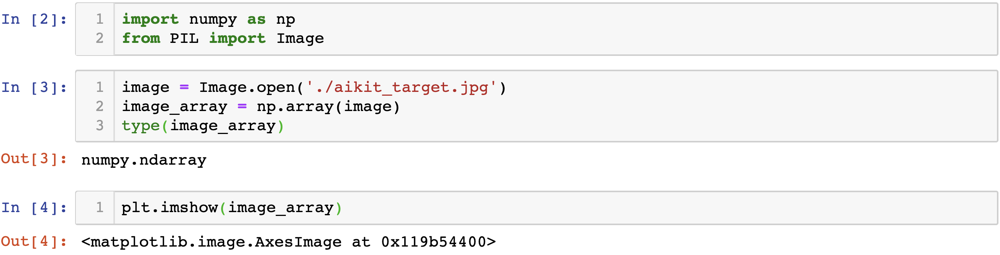 In [2]:
1 import numpy as np
2 from PIL import Image
In [3]:
1 image = Image.open('./aikit_target.jpg')
2 image_array = np.array(image)
3 type(image_array)
Out[3]: numpy.ndarray
In [4]:
1 plt.imshow(image_array)
Out[4]: <matplotlib.image.AxesImage at 0x119b54400>